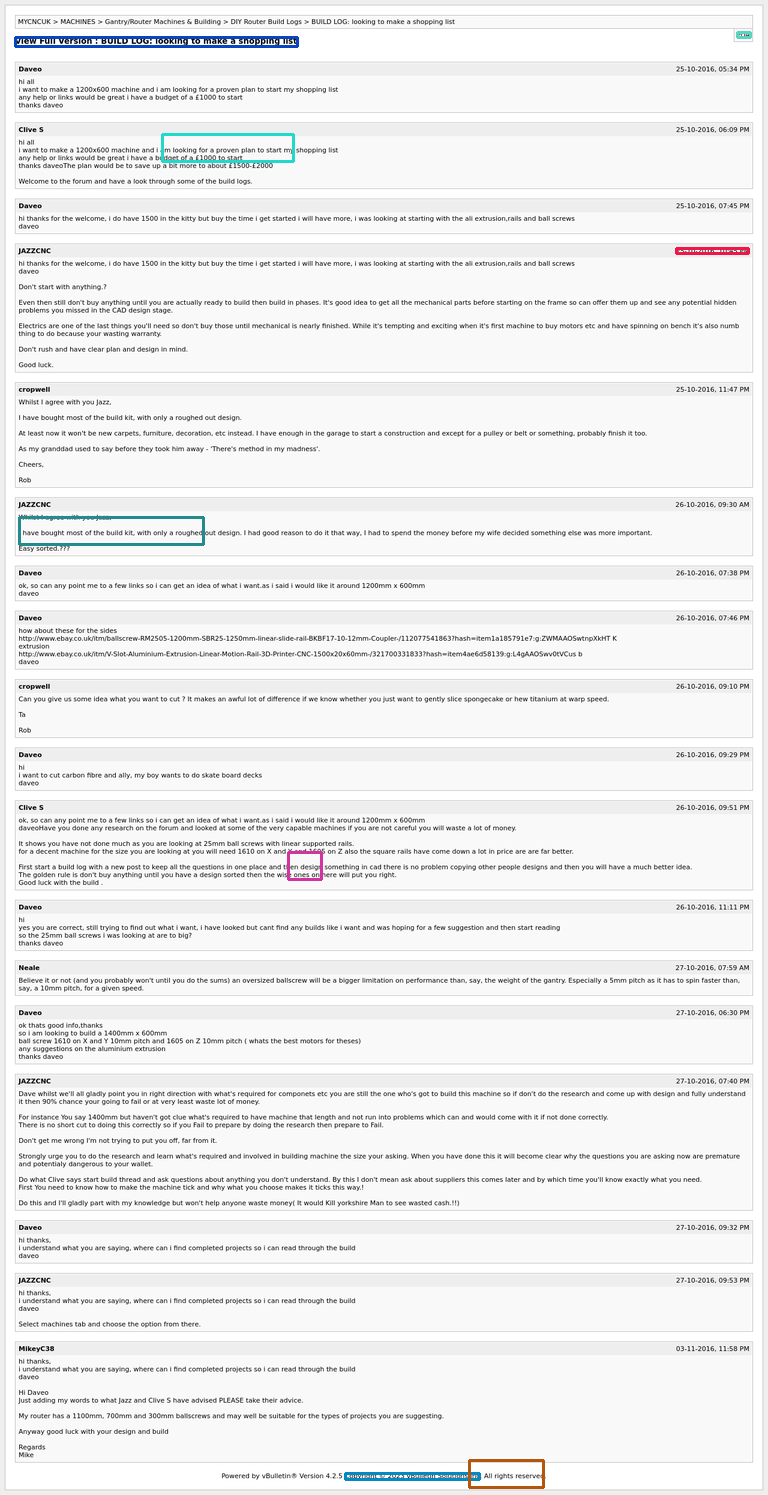 MYCNCUK > MACHINES > Gantry/Router Machines & Building > DIY Router Build Logs > BUILD LOG: looking to make a shopping list
View Full Version : BUILD LOG: looking to make a shopping list
Daveo 25-10-2016, 05:34 PM
hi all
i want to make a 1200x600 machine and i am looking for a proven plan to start my shopping list
any help or links would be great i have a budget of a £1000 to start
thanks daveo
Clive S 25-10-2016, 06:09 PM
hi all
i want to make a 1200x600 machine and i am looking for a proven plan to start my shopping list
any help or links would be great i have a budget of a £1000 to start
thanks daveoThe plan would be to save up a bit more to about £1500-£2000
Welcome to the forum and have a look through some of the build logs.
Daveo 25-10-2016, 07:45 PM
hi thanks for the welcome, i do have 1500 in the kitty but buy the time i get started i will have more, i was looking at starting with the ali extrusion,rails and ball screws
daveo
JAZZCNC
hi thanks for the welcome, i do have 1500 in the kitty but buy the time i get started i will have more, i was looking at starting with the ali extrusion,rails and ball screws
daveo
Don't start with anything.?
Even then still don't buy anything until you are actually ready to build then build in phases. It's good idea to get all the mechanical parts before starting on the frame so can offer them up and see any potential hidden
problems you missed in the CAD design stage.
Electrics are one of the last things you'll need so don't buy those until mechanical is nearly finished. While it's tempting and exciting when it's first machine to buy motors etc and have spinning on bench it's also numb
thing to do because your wasting warranty.
Don't rush and have clear plan and design in mind.
Good luck.
cropwell 25-10-2016, 11:47 PM
Whilst I agree with you Jazz,
I have bought most of the build kit, with only a roughed out design.
At least now it won't be new carpets, furniture, decoration, etc instead. I have enough in the garage to start a construction and except for a pulley or belt or something, probably finish it too.
As my granddad used to say before they took him away - 'There's method in my madness'.
Cheers,
Rob
JAZZCNC 26-10-2016, 09:30 AM
Whilst I agree with you Jazz,
I have bought most of the build kit, with only a roughed out design. I had good reason to do it that way, I had to spend the money before my wife decided something else was more important.
Easy sorted.???
Daveo 26-10-2016, 07:38 PM
ok, so can any point me to a few links so i can get an idea of what i want.as i said i would like it around 1200mm x 600mm
daveo
Daveo 26-10-2016, 07:46 PM
how about these for the sides
http://www.ebay.co.uk/itm/ballscrew-RM2505-1200mm-SBR25-1250mm-linear-slide-rail-BKBF17-10-12mm-Coupler-/112077541863?hash=item1a185791e7:g:ZWMAAOSwtnpXkHT K
extrusion
http://www.ebay.co.uk/itm/V-Slot-Aluminium-Extrusion-Linear-Motion-Rail-3D-Printer-CNC-1500x20x60mm-/321700331833?hash=item4ae6d58139:g:L4gAAOSwv0tVCus b
daveo
cropwell 26-10-2016, 09:10 PM
Can you give us some idea what you want to cut ? It makes an awful lot of difference if we know whether you just want to gently slice spongecake or hew titanium at warp speed.
Ta
Rob
Daveo 26-10-2016, 09:29 PM
hi
i want to cut carbon fibre and ally, my boy wants to do skate board decks
daveo
Clive S 26-10-2016, 09:51 PM
ok, so can any point me to a few links so i can get an idea of what i want.as i said i would like it around 1200mm x 600mm
daveoHave you done any research on the forum and looked at some of the very capable machines if you are not careful you will waste a lot of money.
It shows you have not done much as you are looking at 25mm ball screws with linear supported rails.
for a decent machine for the size you are looking at you will need 1610 on X and Y and 1605 on Z also the square rails have come down a lot in price are are far better.
First start a build log with a new post to keep all the questions in one place and then design something in cad there is no problem copying other people designs and then you will have a much better idea.
The golden rule is don't buy anything until you have a design sorted then the wise ones on here will put you right.
Good luck with the build .
Daveo 26-10-2016, 11:11 PM
hi
yes you are correct, still trying to find out what i want, i have looked but cant find any builds like i want and was hoping for a few suggestion and then start reading
so the 25mm ball screws i was looking at are to big?
thanks daveo
Neale 27-10-2016, 07:59 AM
Believe it or not (and you probably won't until you do the sums) an oversized ballscrew will be a bigger limitation on performance than, say, the weight of the gantry. Especially a 5mm pitch as it has to spin faster than,
say, a 10mm pitch, for a given speed.
Daveo 27-10-2016, 06:30 PM
ok thats good info,thanks
so i am looking to build a 1400mm x 600mm
ball screw 1610 on X and Y 10mm pitch and 1605 on Z 10mm pitch ( whats the best motors for theses)
any suggestions on the aluminium extrusion
thanks daveo
JAZZCNC 27-10-2016, 07:40 PM
Dave whilst we'll all gladly point you in right direction with what's required for componets etc you are still the one who's got to build this machine so if don't do the research and come up with design and fully understand
it then 90% chance your going to fail or at very least waste lot of money.
For instance You say 1400mm but haven't got clue what's required to have machine that length and not run into problems which can and would come with it if not done correctly.
There is no short cut to doing this correctly so if you Fail to prepare by doing the research then prepare to Fail.
Don't get me wrong I'm not trying to put you off, far from it.
Strongly urge you to do the research and learn what's required and involved in building machine the size your asking. When you have done this it will become clear why the questions you are asking now are premature
and potentialy dangerous to your wallet.
Do what Clive says start build thread and ask questions about anything you don't understand. By this I don't mean ask about suppliers this comes later and by which time you'll know exactly what you need.
First You need to know how to make the machine tick and why what you choose makes it ticks this way.!
Do this and I'll gladly part with my knowledge but won't help anyone waste money( It would Kill yorkshire Man to see wasted cash.!!)
Daveo 27-10-2016, 09:32 PM
hi thanks,
i understand what you are saying, where can i find completed projects so i can read through the build
daveo
JAZZCNC 27-10-2016, 09:53 PM
hi thanks,
i understand what you are saying, where can i find completed projects so i can read through the build
daveo
Select machines tab and choose the option from there.
MikeyC38 03-11-2016, 11:58 PM
hi thanks,
i understand what you are saying, where can i find completed projects so i can read through the build
daveo
Hi Daveo
Just adding my words to what Jazz and Clive S have advised PLEASE take their advice.
My router has a 1100mm, 700mm and 300mm ballscrews and may well be suitable for the types of projects you are suggesting.
Anyway good luck with your design and build
Regards
Mike
Powered by vBulletin® Version 4.2.5 All rights reserved.